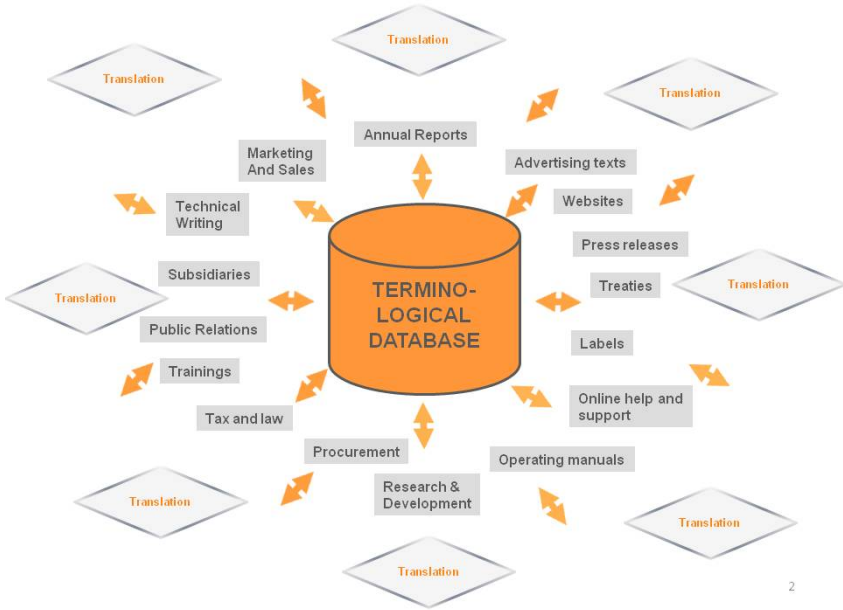 Translation
Translation
Translation
Annual Reports
Marketing
And Sales
Advertising texts
Technical
Writing
Websites
Press releases
Subsidiaries
Treaties
Translation
Translation
TERMINO-
LOGICAL
DATABASE
Public Relations
Labels
Trainings
Tax and law
Online help and
support
Procurement
Operating manuals
Research &
Development
Translation
Translation
Translation
2